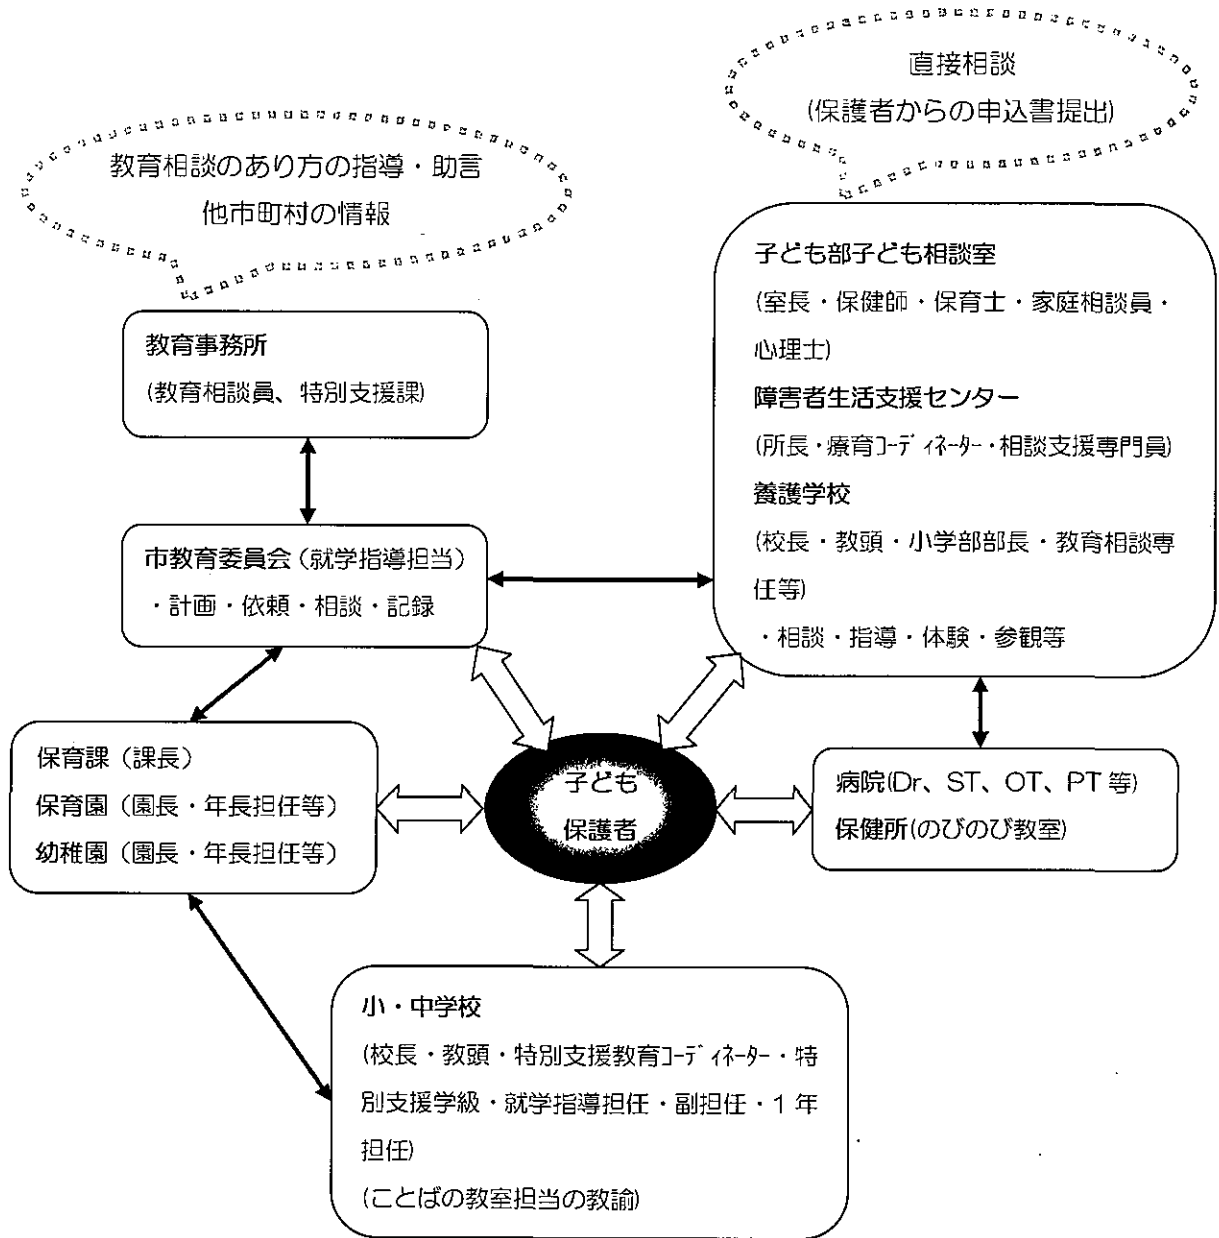 直接相談
(保護者からの申込書提出)
教育相談のあり方の指導・助言
他市町村の情報
子ども部子ども相談室
(室長・保健師・保育士・家庭相談員・
心理士)
障害者生活支援センター
(所長・療育ｺｰﾃﾞｨﾈｰﾀｰ・相談支援専門員)
養護学校
(校長・教頭・小学部部長・教育相談専
任等)
・相談・指導・体験・参観等
教育事務所
(教育相談員、特別支援課)
市教育委員会（就学指導担当）
・計画・依頼・相談・記録
保育課（課長）
保育園（園長・年長担任等）
幼稚園（園長・年長担任等）
子ども
保護者
病院(Dr、ST、OT、PT 等)
保健所(のびのび教室)
小・中学校
(校長・教頭・特別支援教育ｺｰﾃﾞｨﾈｰﾀｰ・特
別支援学級・就学指導担任・副担任・1 年
担任)
(ことばの教室担当の教諭)